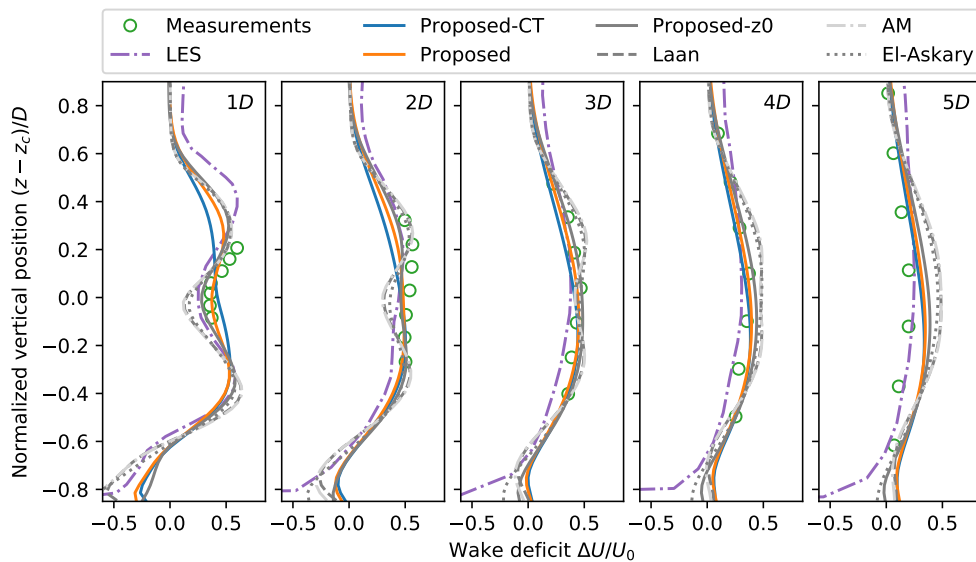 Measurements Proposed-CT Proposed-z0 AM
LES Proposed Laan El-Askary
Normalized vertical position (z − z_c)/D
0.8
0.6
0.4
0.2
0.0
−0.2
−0.4
−0.6
−0.8
1D 2D 3D 4D 5D
−0.5 0.0 0.5 −0.5 0.0 0.5 −0.5 0.0 0.5 −0.5 0.0 0.5 −0.5 0.0 0.5
Wake deficit ΔU/U₀